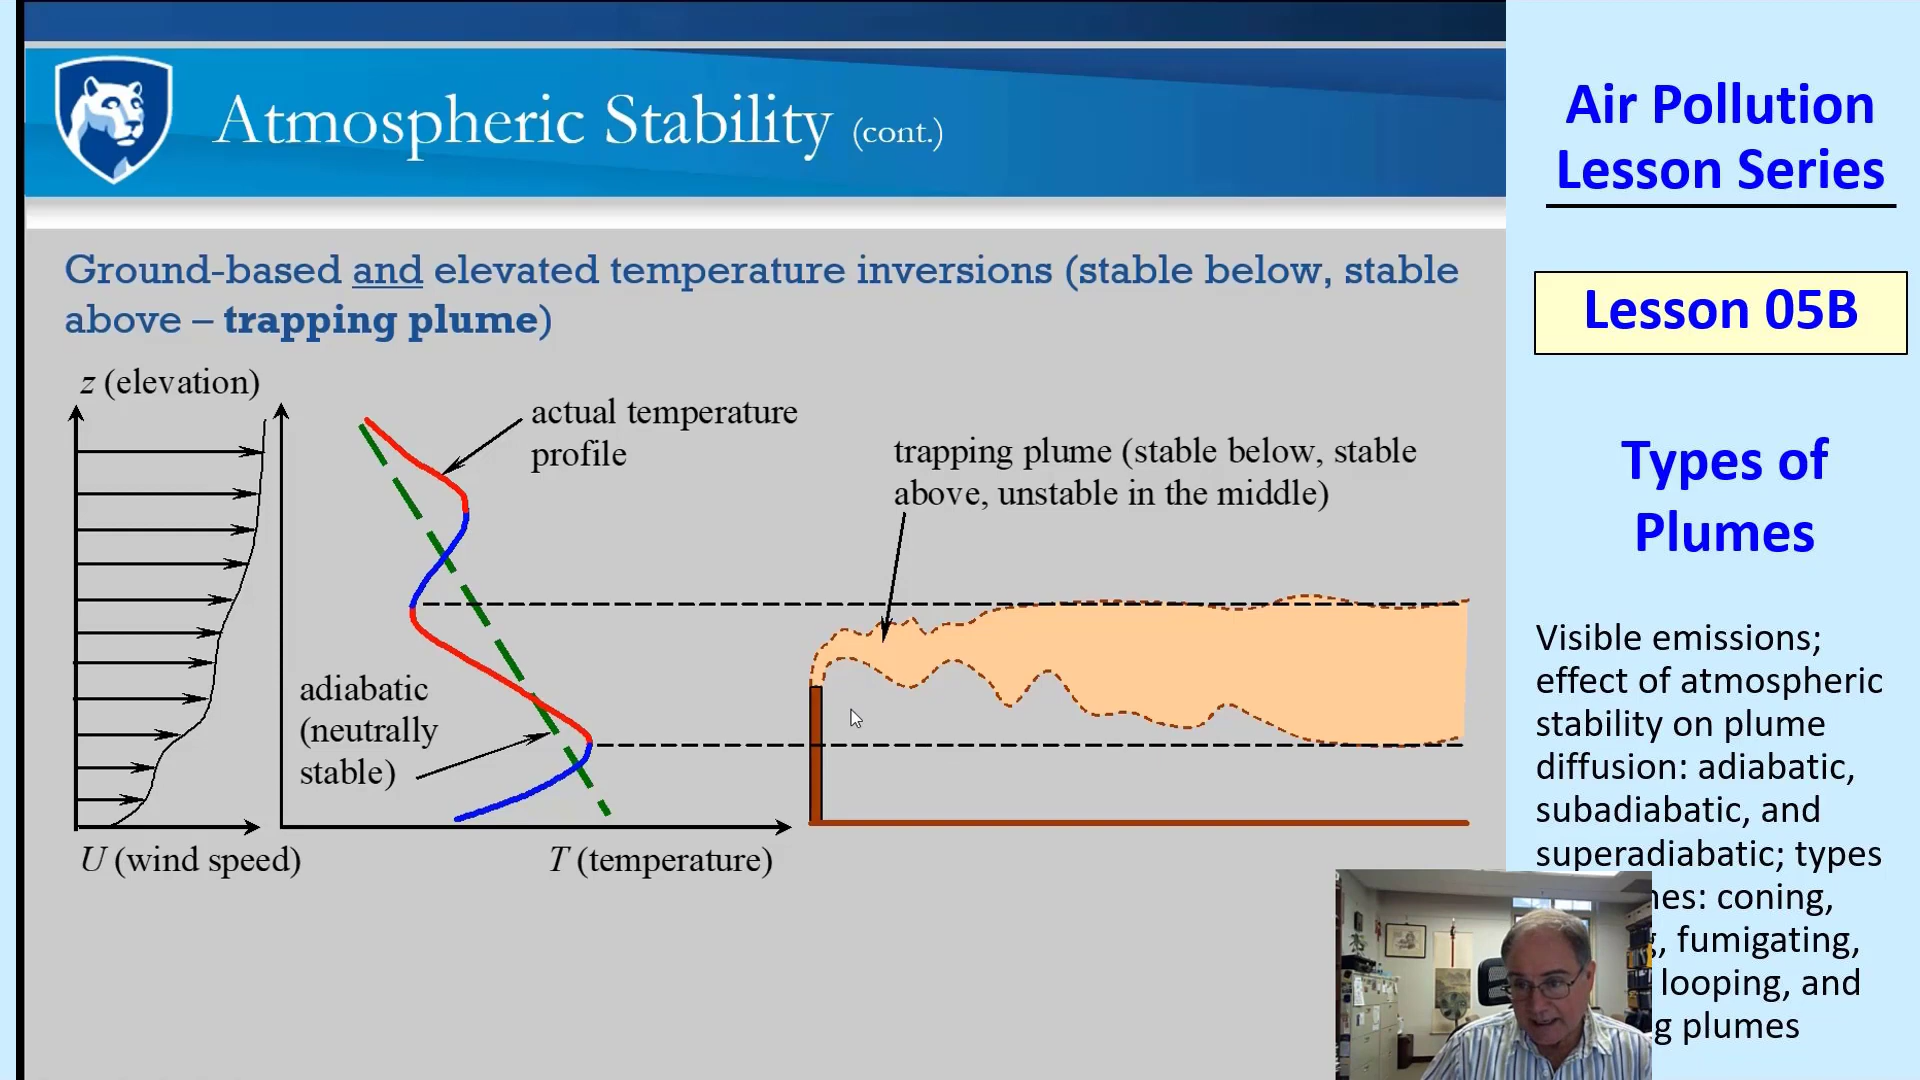 Atmospheric Stability (cont.)
Ground-based and elevated temperature inversions (stable below, stable
above – trapping plume)
z (elevation)
actual temperature
profile
trapping plume (stable below, stable
above, unstable in the middle)
adiabatic
(neutrally
stable)
U (wind speed)
T (temperature)
Air Pollution
Lesson Series
Lesson 05B
Types of
Plumes
Visible emissions;
effect of atmospheric
stability on plume
diffusion: adiabatic,
subadiabatic, and
superadiabatic; types
coning,
fumigating,
looping, and
plumes